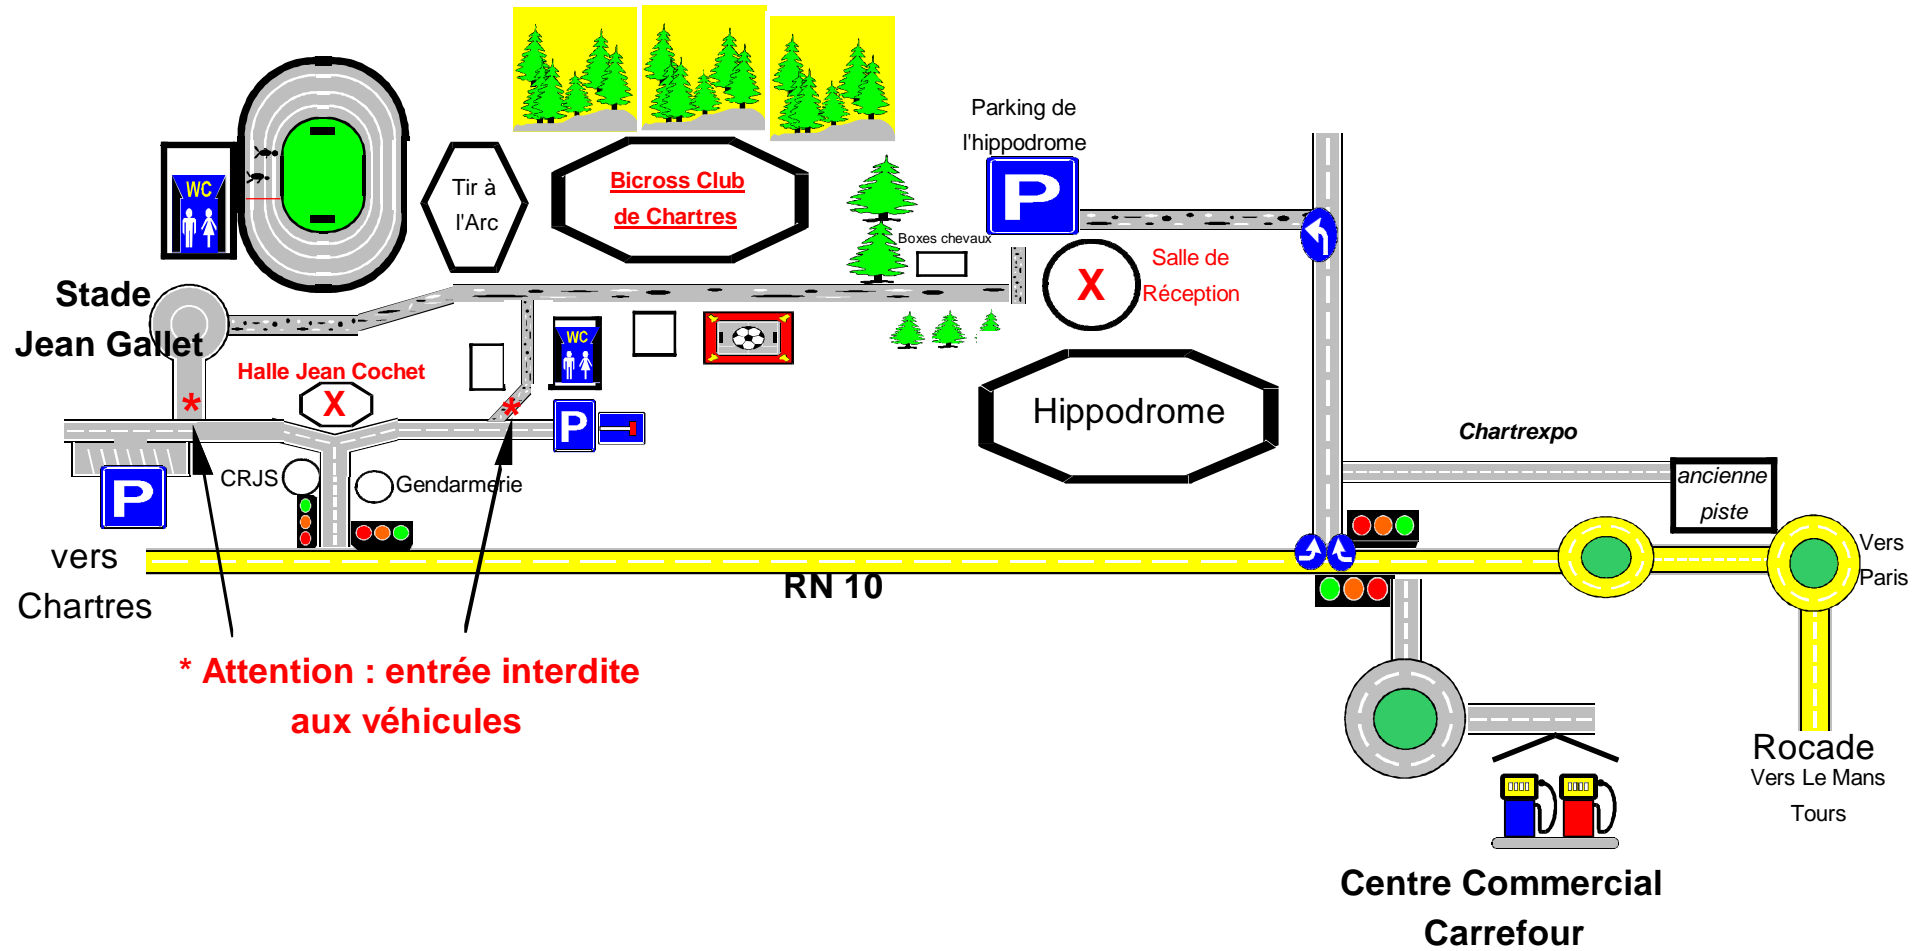 Parking de
l'hippodrome
P
WC
Tir à
l'Arc
Bicross Club
de Chartres
Boxes chevaux
Salle de
Réception
X
Stade
Jean Gallet
WC
Halle Jean Cochet
X
*
*
P
Hippodrome
Chartrexpo
ancienne
piste
CRJS
Gendarmerie
P
vers
Chartres
RN 10
Vers
Paris
* Attention : entrée interdite
aux véhicules
Rocade
Vers Le Mans
Tours
Centre Commercial
Carrefour